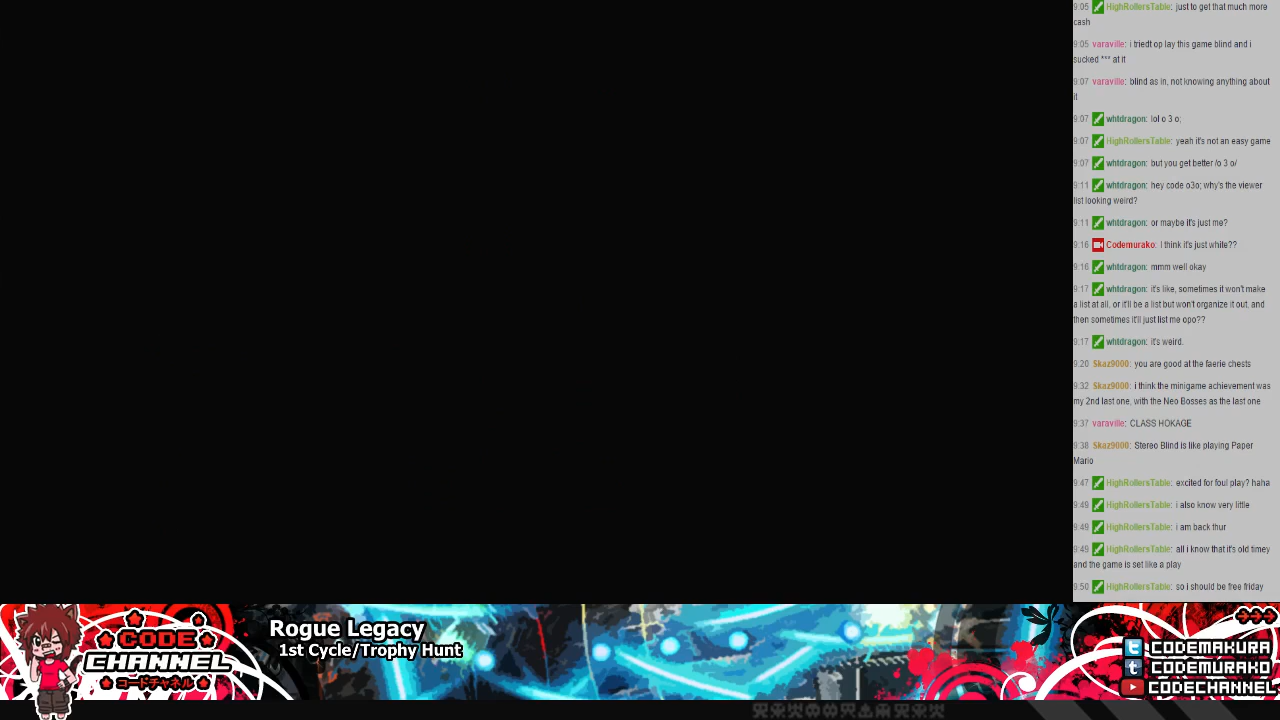 9:05 HighRollersTable: just to get that much more
cash
9:05 varaville: i triedt op lay this game blind and i
sucked *** at it
9:07 varaville: blind as in, not knowing anything about
it
9:07 whtdragon: lol o 3 o;
9:07 HighRollersTable: yeah it's not an easy game
9:07 whtdragon: but you get better /o 3 o/
9:11 whtdragon: hey code o3o; why's the viewer
list looking weird?
9:11 whtdragon: or maybe it's just me?
9:16 Codemurako: I think it's just white??
9:16 whtdragon: mmm well okay
9:17 whtdragon: it's like, sometimes it won't make
a list at all, or it'll be a list but won't organize it out, and
then sometimes it'll just list me opo??
9:17 whtdragon: it's weird.
9:20 Skaz9000: you are good at the faerie chests
9:32 Skaz9000: i think the minigame achievement was
my 2nd last one, with the Neo Bosses as the last one
9:37 varaville: CLASS HOKAGE
9:38 Skaz9000: Stereo Blind is like playing Paper
Mario
9:47 HighRollersTable: excited for foul play? haha
9:49 HighRollersTable: i also know very little
9:49 HighRollersTable: i am back thur
9:49 HighRollersTable: all i know that it's old timey
and the game is set like a play
9:50 HighRollersTable: so i should be free friday
CODE
CHANNEL
コードチャネル
Rogue Legacy
1st Cycle/Trophy Hunt
CODEMAKURA
CODEMURAKO
CODECHANNEL